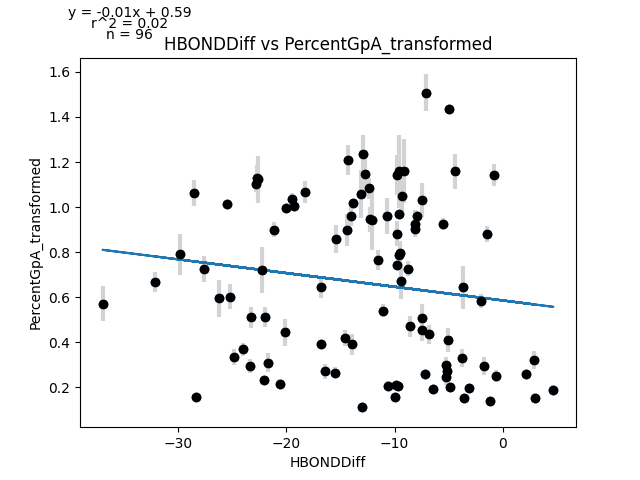 y = -0.01x + 0.59
r^2 = 0.02
n = 96
HBONDDiff vs PercentGpA_transformed
1.6
1.4
1.2
1.0
0.8
0.6
0.4
0.2
PercentGpA_transformed
−30 −20 −10 0
HBONDDiff